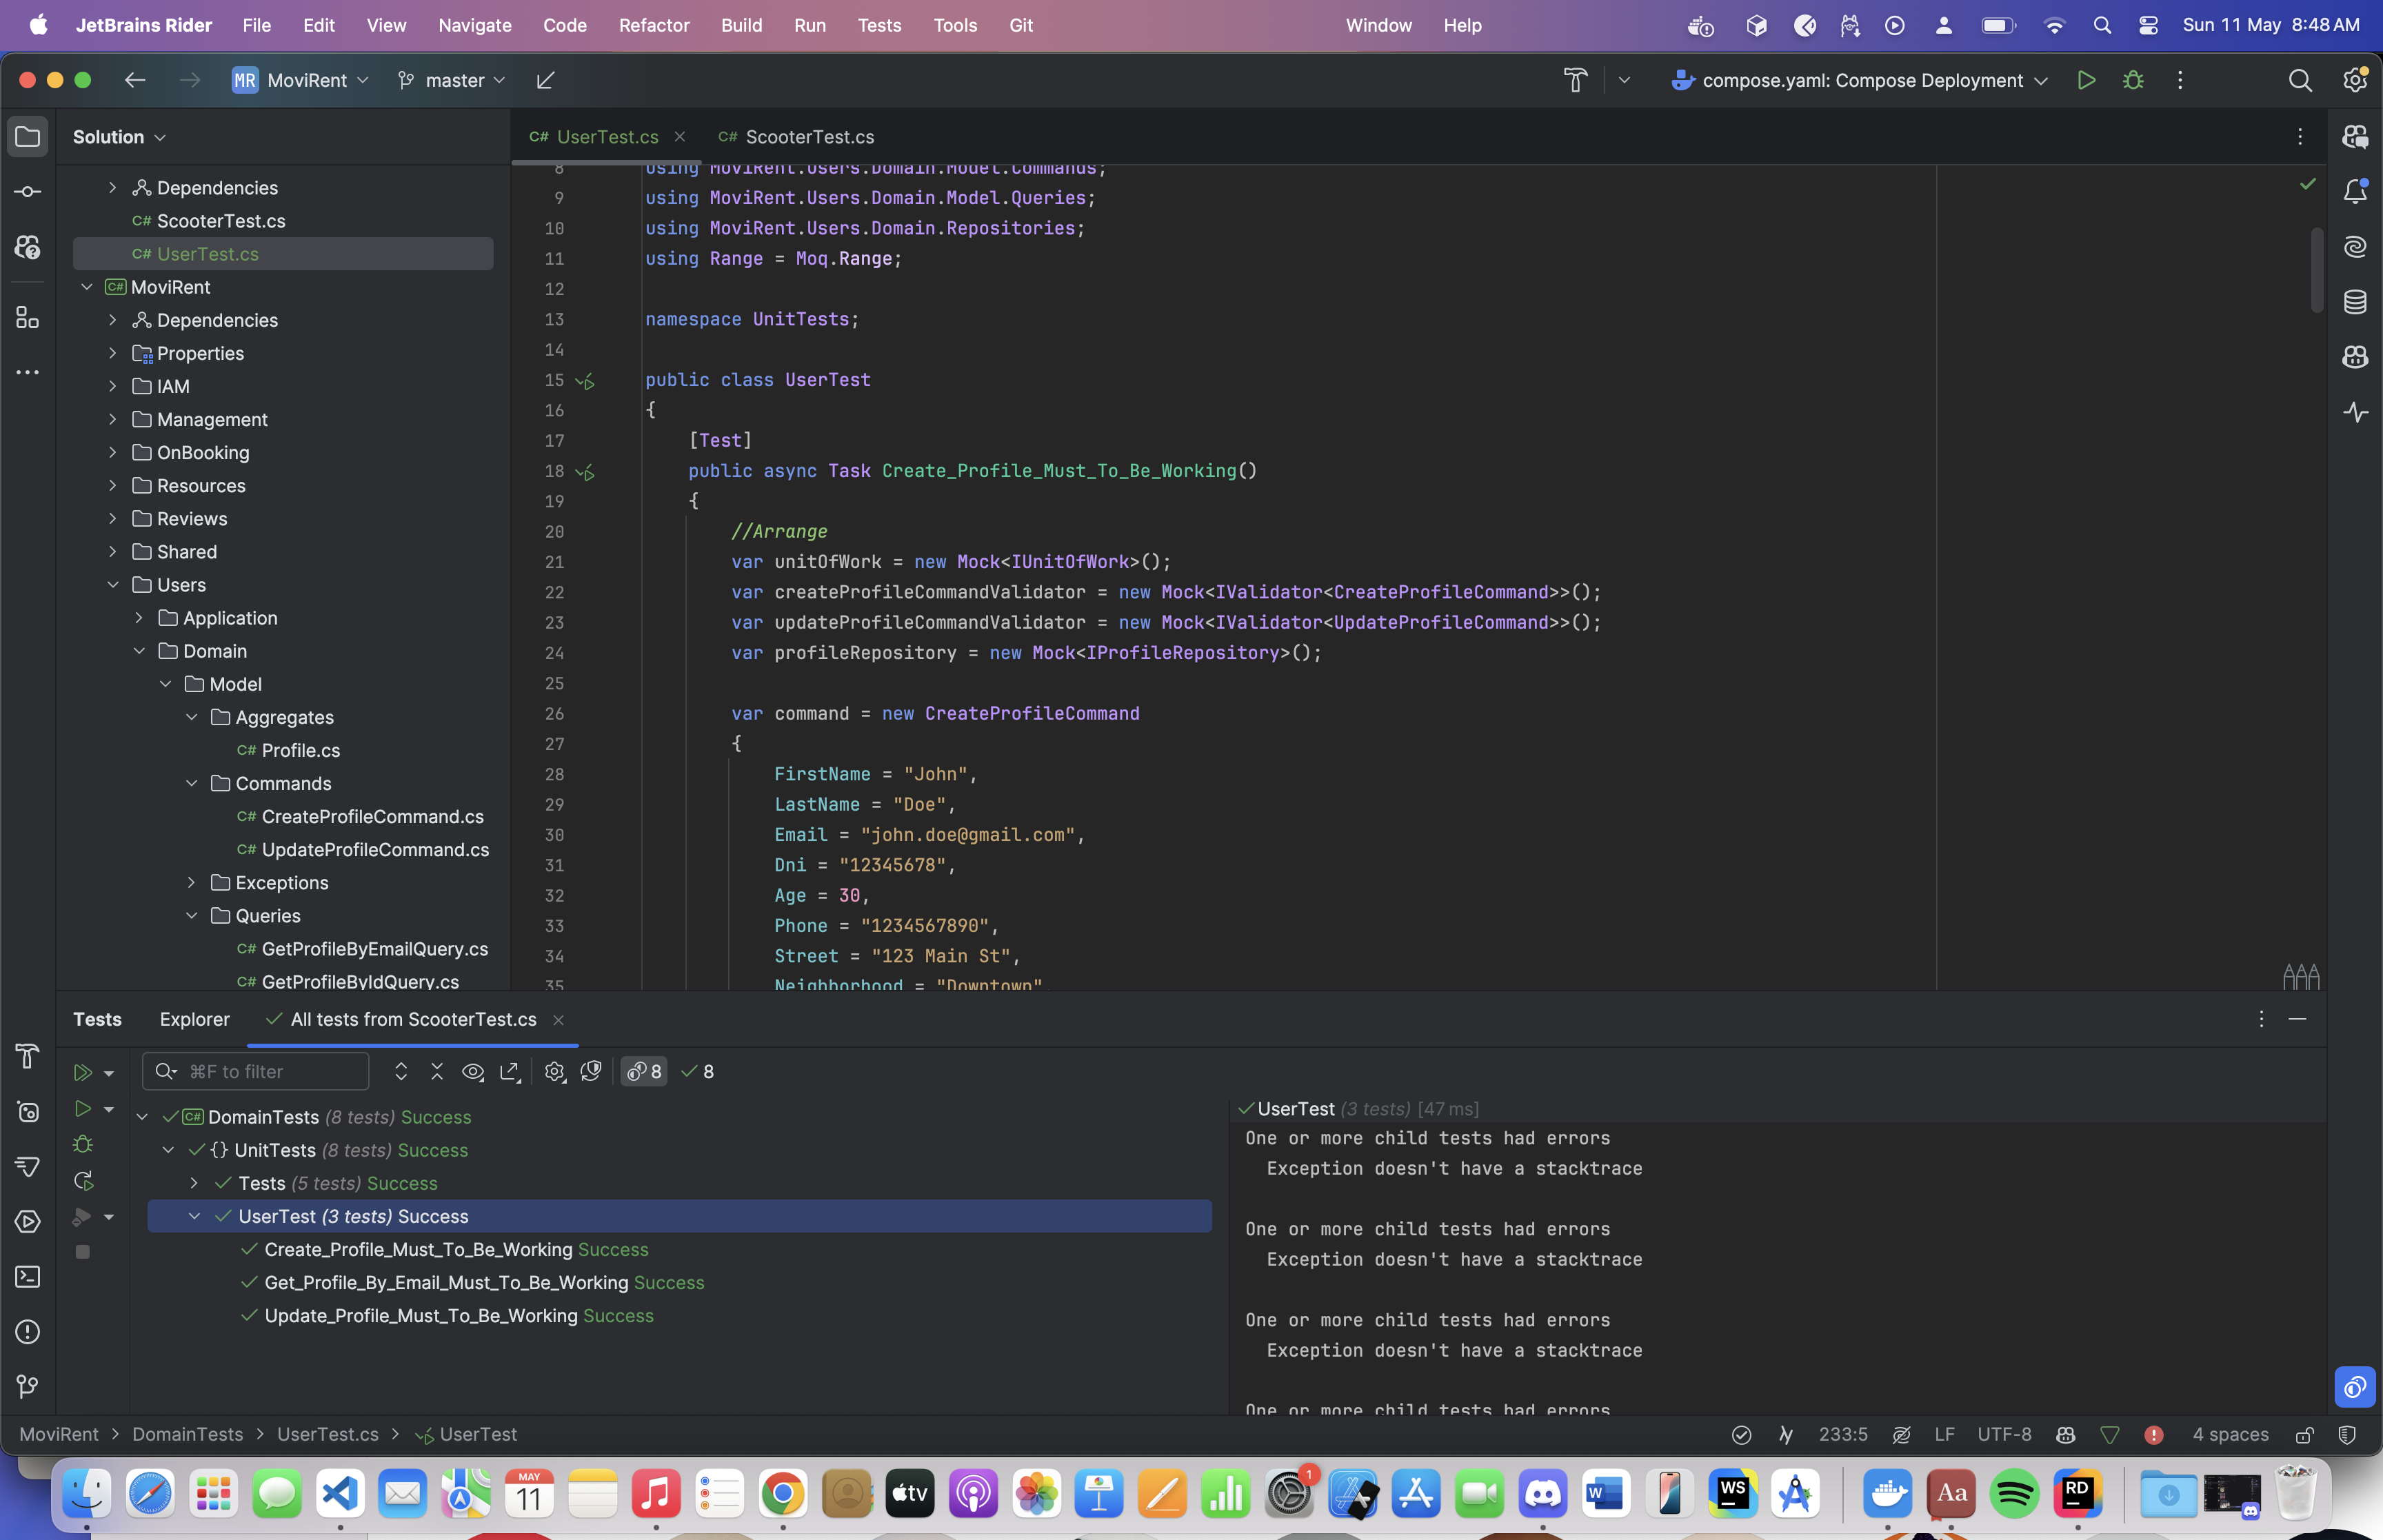 JetBrains Rider File Edit View Navigate Code Refactor Build Run Tests Tools Git Window Help Sun 11 May 8:48 AM
MR MoviRent master compose.yaml: Compose Deployment
Solution
C# UserTest.cs C# ScooterTest.cs
Dependencies
C# ScooterTest.cs
C# UserTest.cs
C# MoviRent
Dependencies
Properties
IAM
Management
OnBooking
Resources
Reviews
Shared
Users
Application
Domain
Model
Aggregates
C# Profile.cs
Commands
C# CreateProfileCommand.cs
C# UpdateProfileCommand.cs
Exceptions
Queries
C# GetProfileByEmailQuery.cs
C# GetProfileByIdQuery.cs
8 using MoviRent.Users.Domain.Model.Commands;
9 using MoviRent.Users.Domain.Model.Queries;
10 using MoviRent.Users.Domain.Repositories;
11 using Range = Moq.Range;
12
13 namespace UnitTests;
14
15 public class UserTest
16 {
17 [Test]
18 public async Task Create_Profile_Must_To_Be_Working()
19 {
20 //Arrange
21 var unitOfWork = new Mock<IUnitOfWork>();
22 var createProfileCommandValidator = new Mock<IValidator<CreateProfileCommand>>();
23 var updateProfileCommandValidator = new Mock<IValidator<UpdateProfileCommand>>();
24 var profileRepository = new Mock<IProfileRepository>();
25
26 var command = new CreateProfileCommand
27 {
28 FirstName = "John",
29 LastName = "Doe",
30 Email = "john.doe@gmail.com",
31 Dni = "12345678",
32 Age = 30,
33 Phone = "1234567890",
34 Street = "123 Main St",
35 Neighborhood = "Downtown"
Tests Explorer All tests from ScooterTest.cs
⌘F to filter 8 8
C# DomainTests (8 tests) Success
{} UnitTests (8 tests) Success
Tests (5 tests) Success
UserTest (3 tests) Success
Create_Profile_Must_To_Be_Working Success
Get_Profile_By_Email_Must_To_Be_Working Success
Update_Profile_Must_To_Be_Working Success
UserTest (3 tests) [47 ms]
One or more child tests had errors
Exception doesn't have a stacktrace
One or more child tests had errors
Exception doesn't have a stacktrace
One or more child tests had errors
Exception doesn't have a stacktrace
One or more child tests had errors
MoviRent > DomainTests > UserTest.cs > UserTest 233:5 LF UTF-8 4 spaces
MAY
11
tv
1
W
WS
Aa
RD